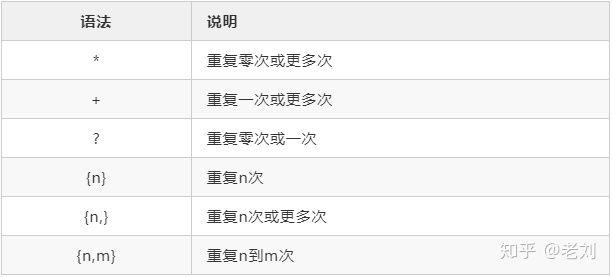 语法 说明
* 重复零次或更多次
+ 重复一次或更多次
? 重复零次或一次
{n} 重复n次
{n,} 重复n次或更多次
{n,m} 重复n到m次
知乎 @老刘